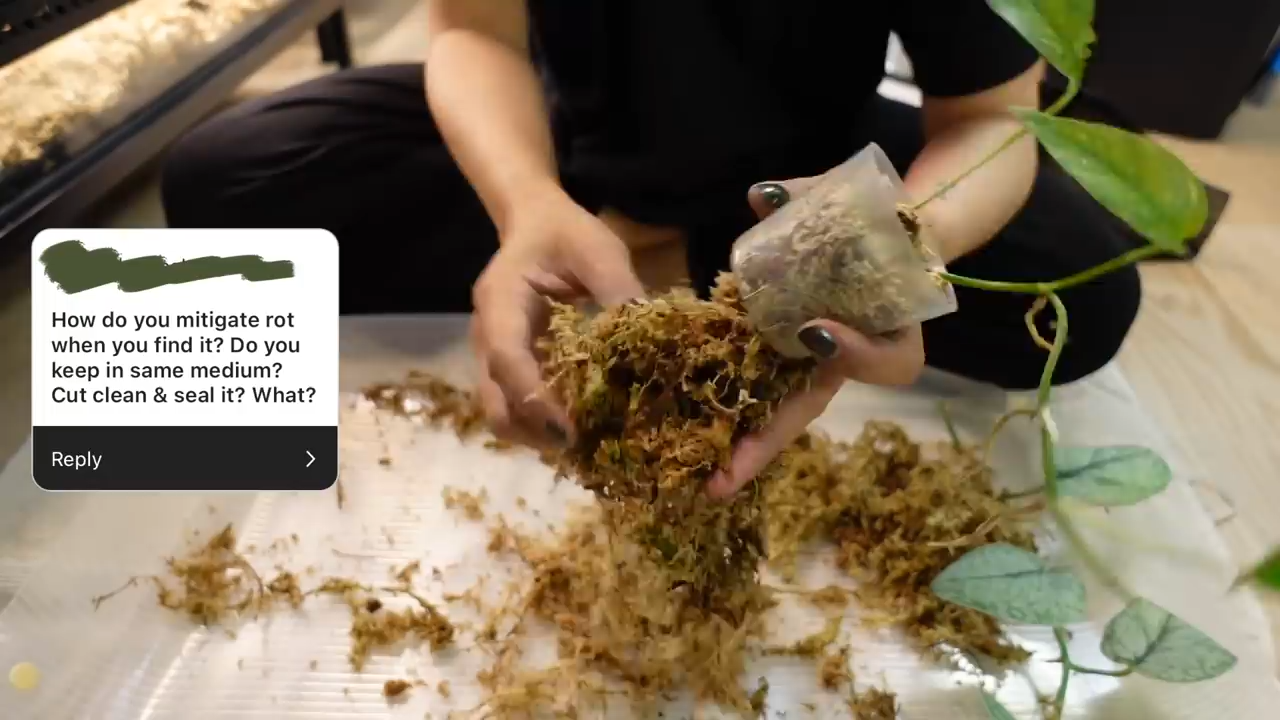 How do you mitigate rot
when you find it? Do you
keep in same medium?
Cut clean & seal it? What?
Reply